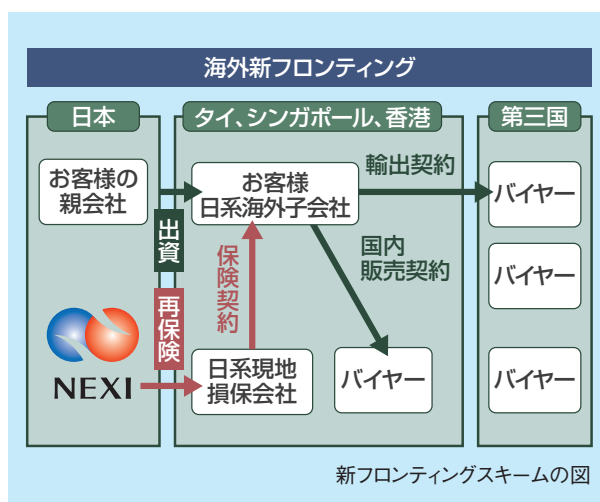 海外新フロンティング
日本
タイ、シンガポール、香港
第三国
お客様の
親会社
お客様
日系海外子会社
輸出契約
バイヤー
出資
保険契約
国内
販売契約
バイヤー
再保険
NEXI
日系現地
損保会社
バイヤー
バイヤー
新フロンティングスキームの図